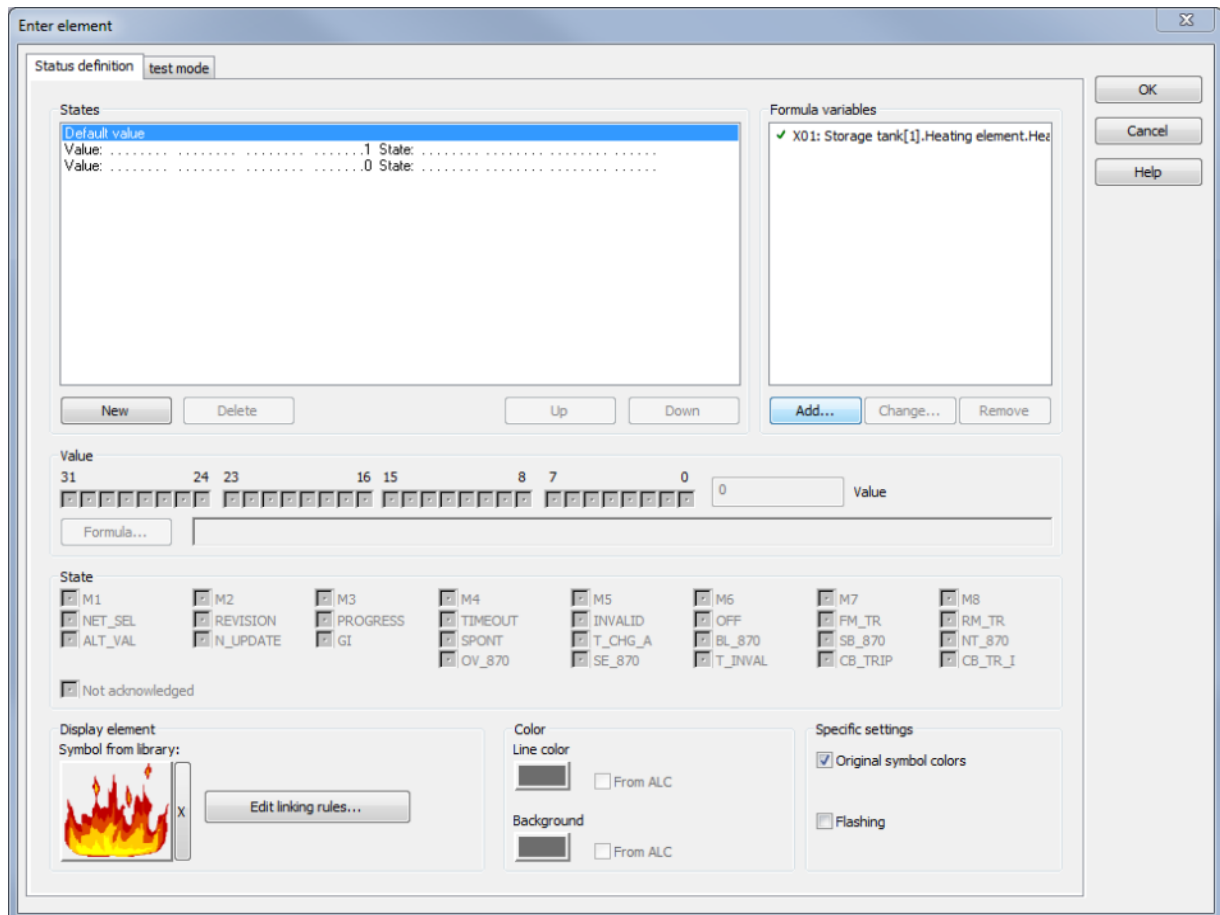 Enter element
Status definition test mode
OK
Cancel
Help
States
Default value
Value: . . . . . . . . . . . . . . . . . . . . . . . . . . . . . . .1 State: . . . . . . . . . . . . . . . . . . . . . . . . . . . . . .
Value: . . . . . . . . . . . . . . . . . . . . . . . . . . . . . . .0 State: . . . . . . . . . . . . . . . . . . . . . . . . . . . . . .
New Delete Up Down
Formula variables
X01: Storage tank[1].Heating element.Hea
Add... Change... Remove
Value
31 24 23 16 15 8 7 0
0 Value
Formula...
State
M1 M2 M3 M4 M5 M6 M7 M8
NET_SEL REVISION PROGRESS TIMEOUT INVALID OFF FM_TR RM_TR
ALT_VAL N_UPDATE GI SPONT T_CHG_A BL_870 SB_870 NT_870
OV_870 SE_870 T_INVAL CB_TRIP CB_TR_I
Not acknowledged
Display element
Symbol from library:
X
Edit linking rules...
Color
Line color
From ALC
Background
From ALC
Specific settings
Original symbol colors
Flashing